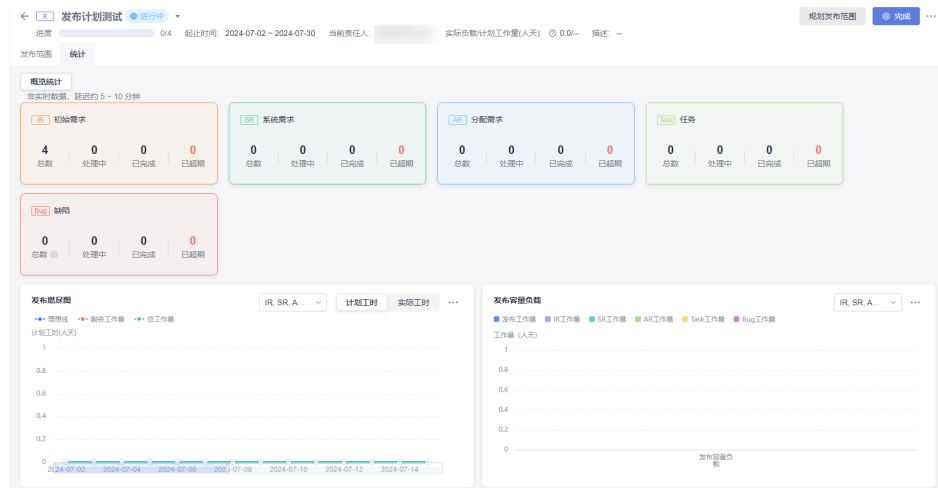 ← R 发布计划测试 进行中 规划发布范围 完成 ...
进度 0/4 起止时间: 2024-07-02 ~ 2024-07-30 当前责任人: 实际负载/计划工作量(人天): 0.0/-- 描述: --
发布范围 统计
概览统计
非实时数据，延迟约 5 ~ 10 分钟
IR 初始需求
4 0 0 0
总数 处理中 已完成 已超期
SR 系统需求
0 0 0 0
总数 处理中 已完成 已超期
AR 分配需求
0 0 0 0
总数 处理中 已完成 已超期
Task 任务
0 0 0 0
总数 处理中 已完成 已超期
Bug 缺陷
0 0 0 0
总数 处理中 已完成 已超期
发布燃尽图 IR, SR, A... 计划工时 实际工时 ...
理想线 剩余工作量 总工作量
计划工时(人天)
1
0.8
0.6
0.4
0.2
0
2024-07-02 2024-07-04 2024-07-06 2024-07-08 2024-07-10 2024-07-12 2024-07-14
发布容量负载 IR, SR, A... ...
发布工作量 IR工作量 SR工作量 AR工作量 Task工作量 Bug工作量
工作量（人天）
1
0.8
0.6
0.4
0.2
0
发布容量负
载